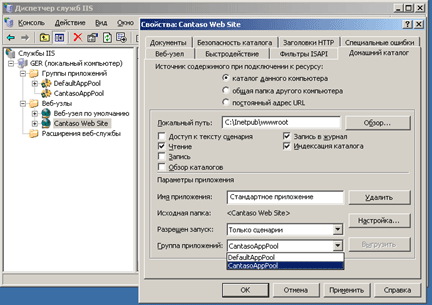 Диспетчер служб IIS
Консоль Действие Вид Окно
Службы IIS
GER (локальный компьютер)
Группы приложений
DefaultAppPool
CantasoAppPool
Веб-узлы
Веб-узел по умолчанию
Cantaso Web Site
Расширения веб-службы
Свойства: Cantaso Web Site
Документы Безопасность каталога Заголовки HTTP Специальные ошибки
Веб-узел Быстродействие Фильтры ISAPI Домашний каталог
Источник содержимого при подключении к ресурсу:
каталог данного компьютера
общая папка другого компьютера
постоянный адрес URL
Локальный путь: C:\Inetpub\wwwroot Обзор...
Доступ к тексту сценария Запись в журнал
Чтение Индексация каталога
Запись
Обзор каталогов
Параметры приложения
Имя приложения: Стандартное приложение Удалить
Исходная папка: <Cantaso Web Site>
Настройка...
Разрешен запуск: Только сценарии
Группа приложений: CantasoAppPool Выгрузить
DefaultAppPool
CantasoAppPool
OK Отмена Применить Справка